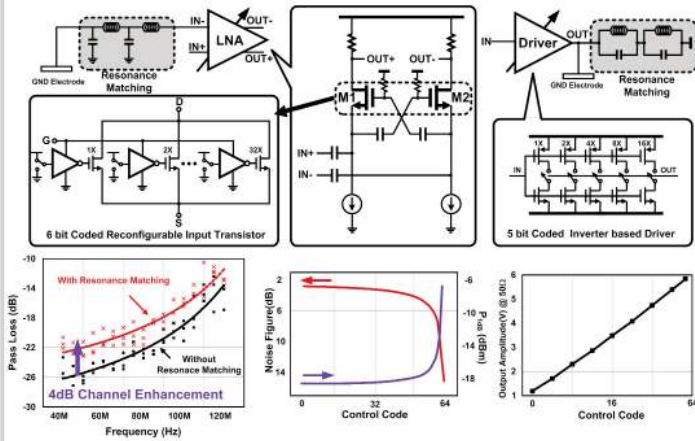 IN-
OUT-
LNA
IN+
OUT+
GND Electrode
Resonance
Matching
OUT+
OUT-
M1
M2
IN+
IN-
IN
Driver
OUT
GND Electrode
Resonance
Matching
D
G
1X
2X
32X
S
6 bit Coded Reconfigurable Input Transistor
1X
2X
4X
8X
16X
IN
OUT
5 bit Coded Inverter based Driver
Pass Loss (dB)
-10
-14
-18
-22
-26
-30
With Resonance Matching
Without
Resonace Matching
4dB Channel Enhancement
40M
60M
80M
100M
120M
Frequency (Hz)
Noise Figure(dB)
2
6
10
14
-6
-10
-14
-18
P1dB (dBm)
0
32
64
Control Code
Output Amplitude(V) @ 50Ω
6
5
4
3
2
1
0
16
64
Control Code